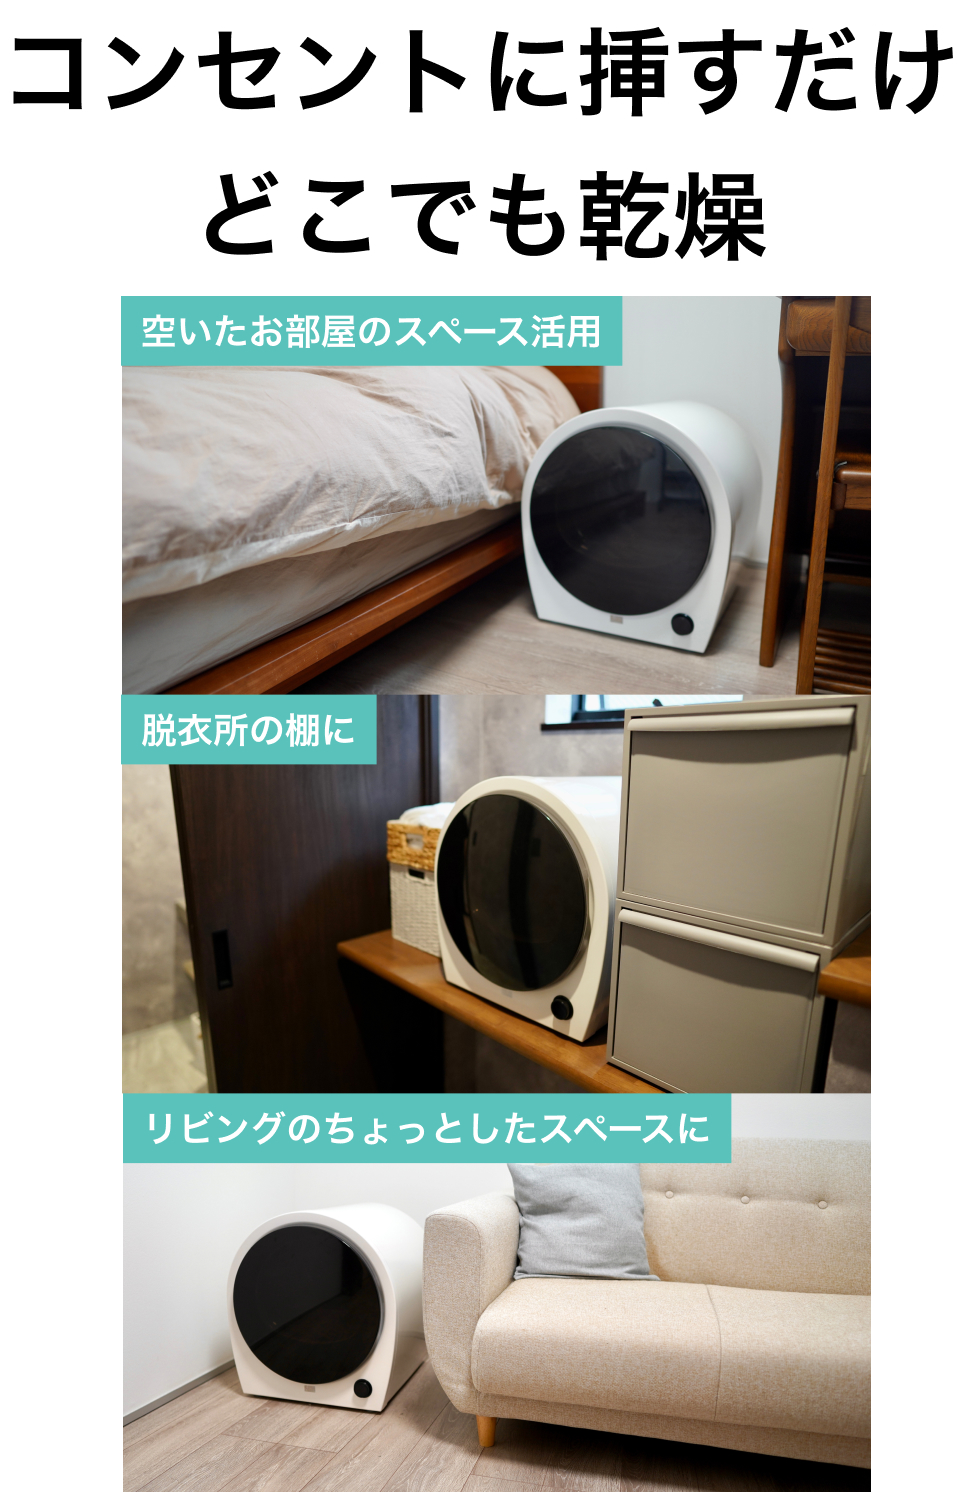 コンセントに挿すだけ
どこでも乾燥
空いたお部屋のスペース活用
脱衣所の棚に
リビングのちょっとしたスペースに